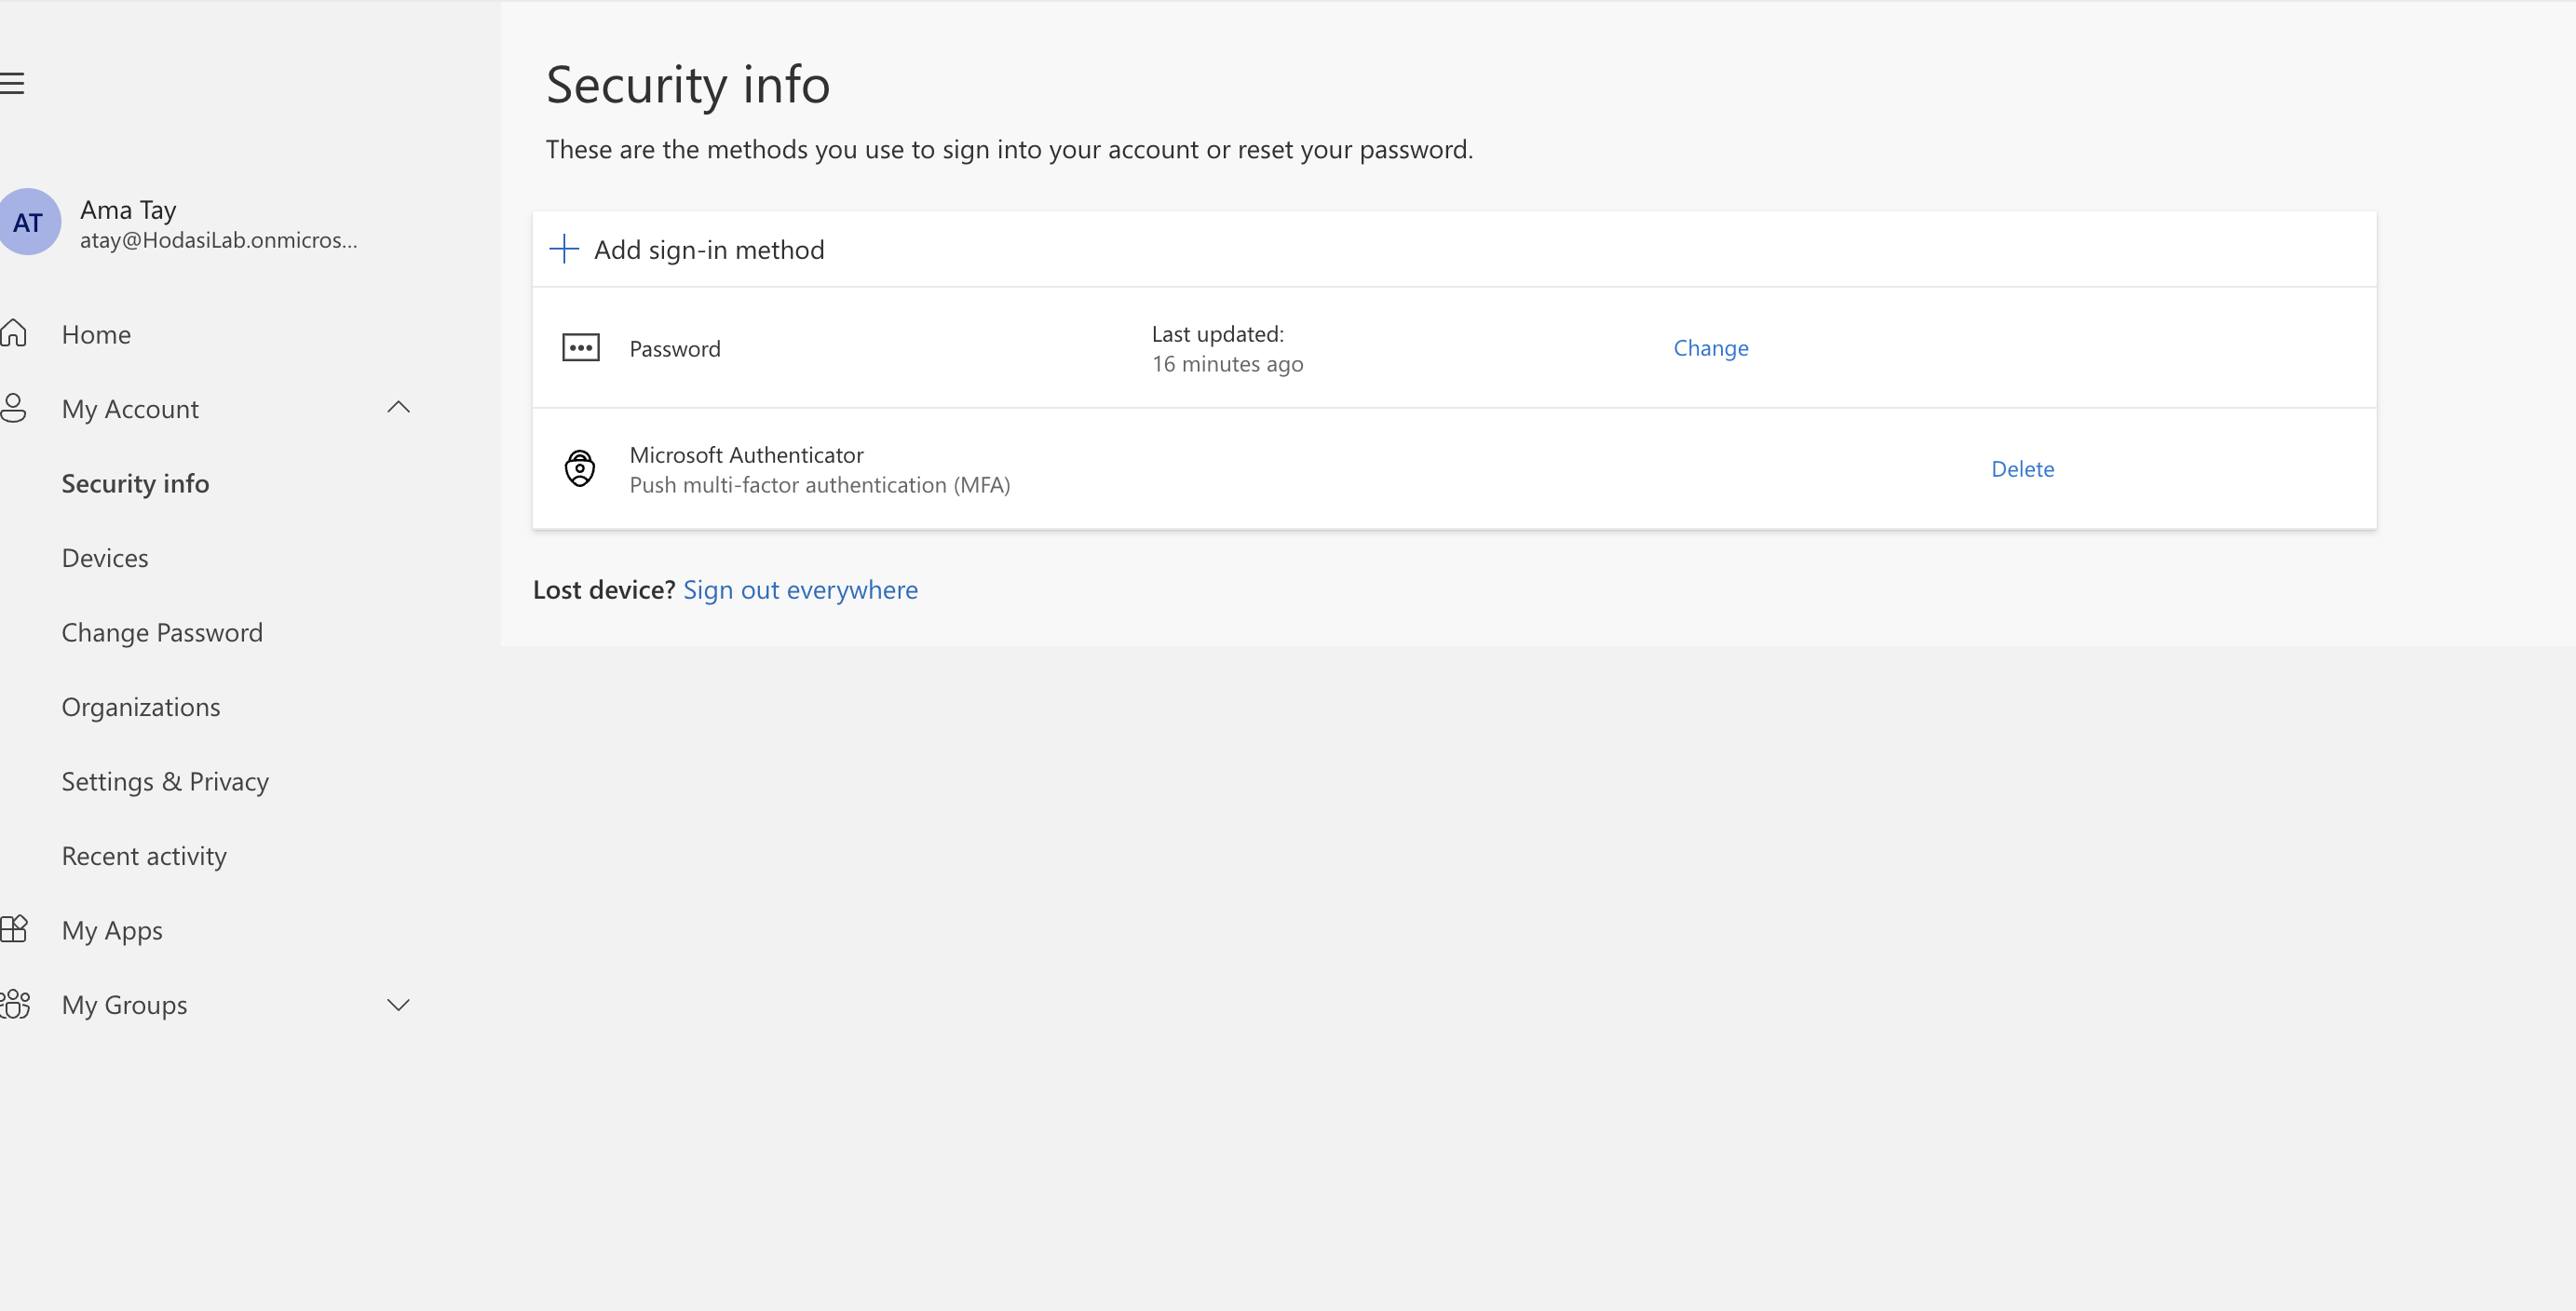 Security info
These are the methods you use to sign into your account or reset your password.
AT
Ama Tay
atay@HodasiLab.onmicros...
Add sign-in method
Home
Password
Last updated:
16 minutes ago
Change
My Account
Microsoft Authenticator
Push multi-factor authentication (MFA)
Delete
Security info
Devices
Lost device? Sign out everywhere
Change Password
Organizations
Settings & Privacy
Recent activity
My Apps
My Groups